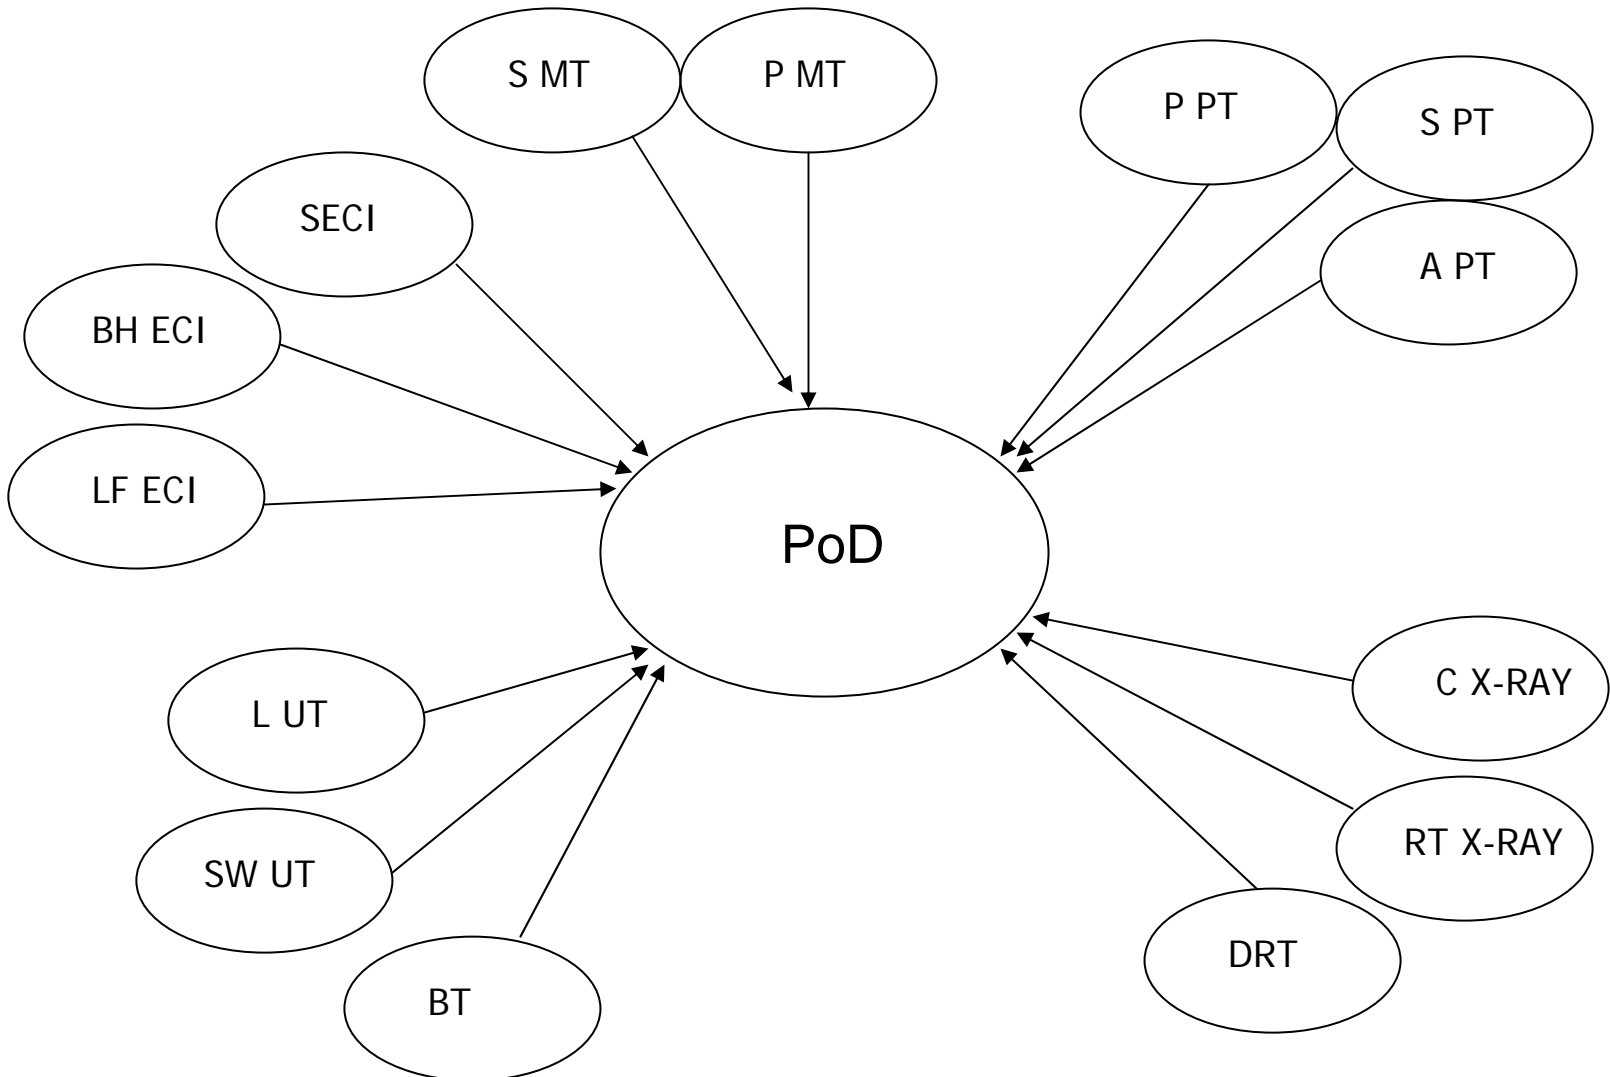 S MT
P MT
P PT
S PT
SECI
A PT
BH ECI
LF ECI
PoD
C X-RAY
L UT
RT X-RAY
SW UT
DRT
BT